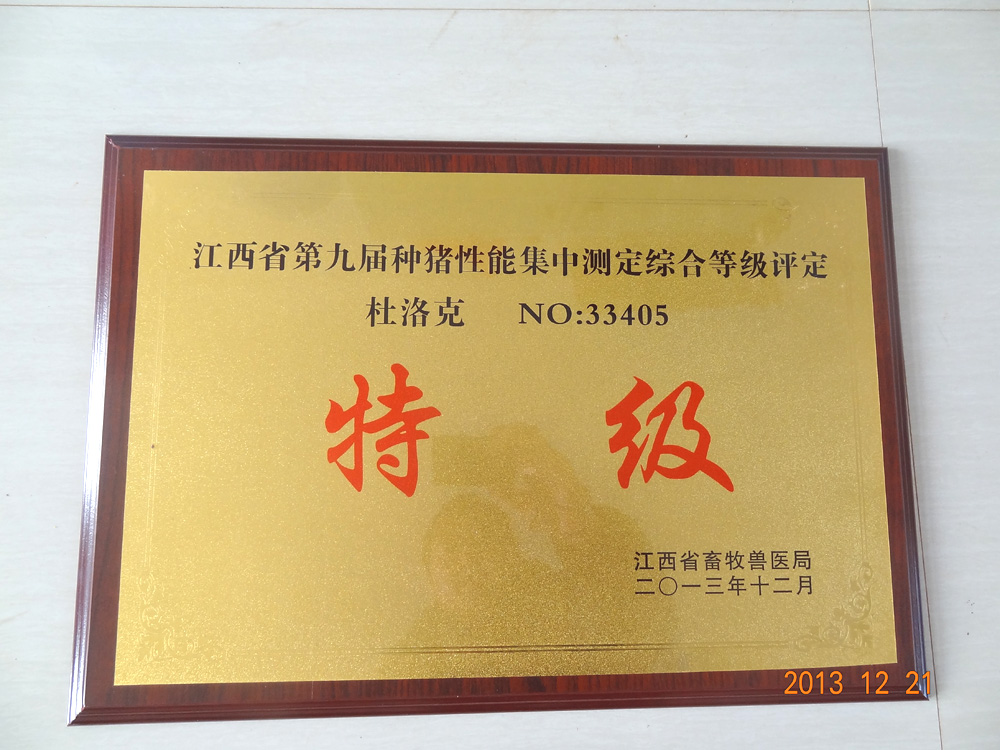 江西省第九届种猪性能集中测定综合等级评定
杜洛克 NO:33405
特 级
江西省畜牧兽医局
二〇一三年十二月
2013 12 21